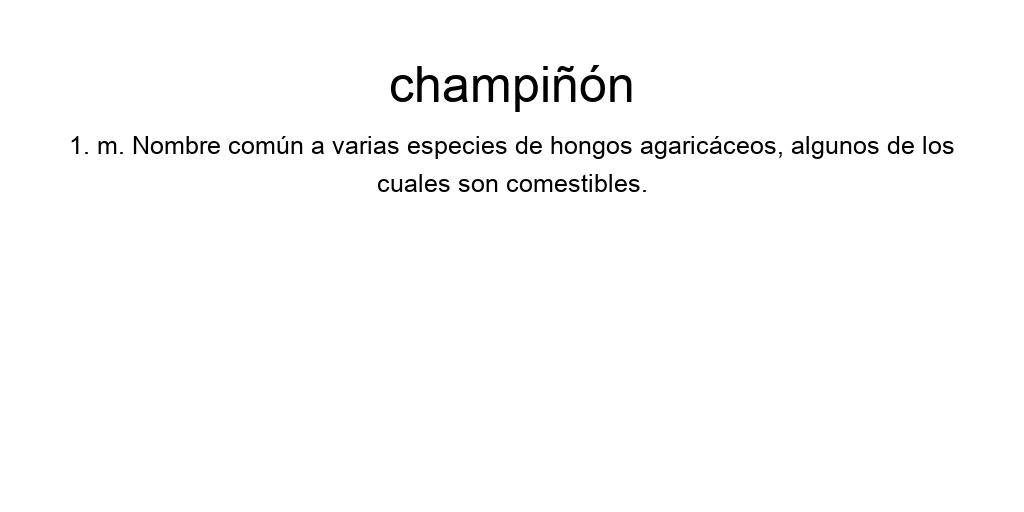 champiñón
1. m. Nombre común a varias especies de hongos agaricáceos, algunos de los
cuales son comestibles.